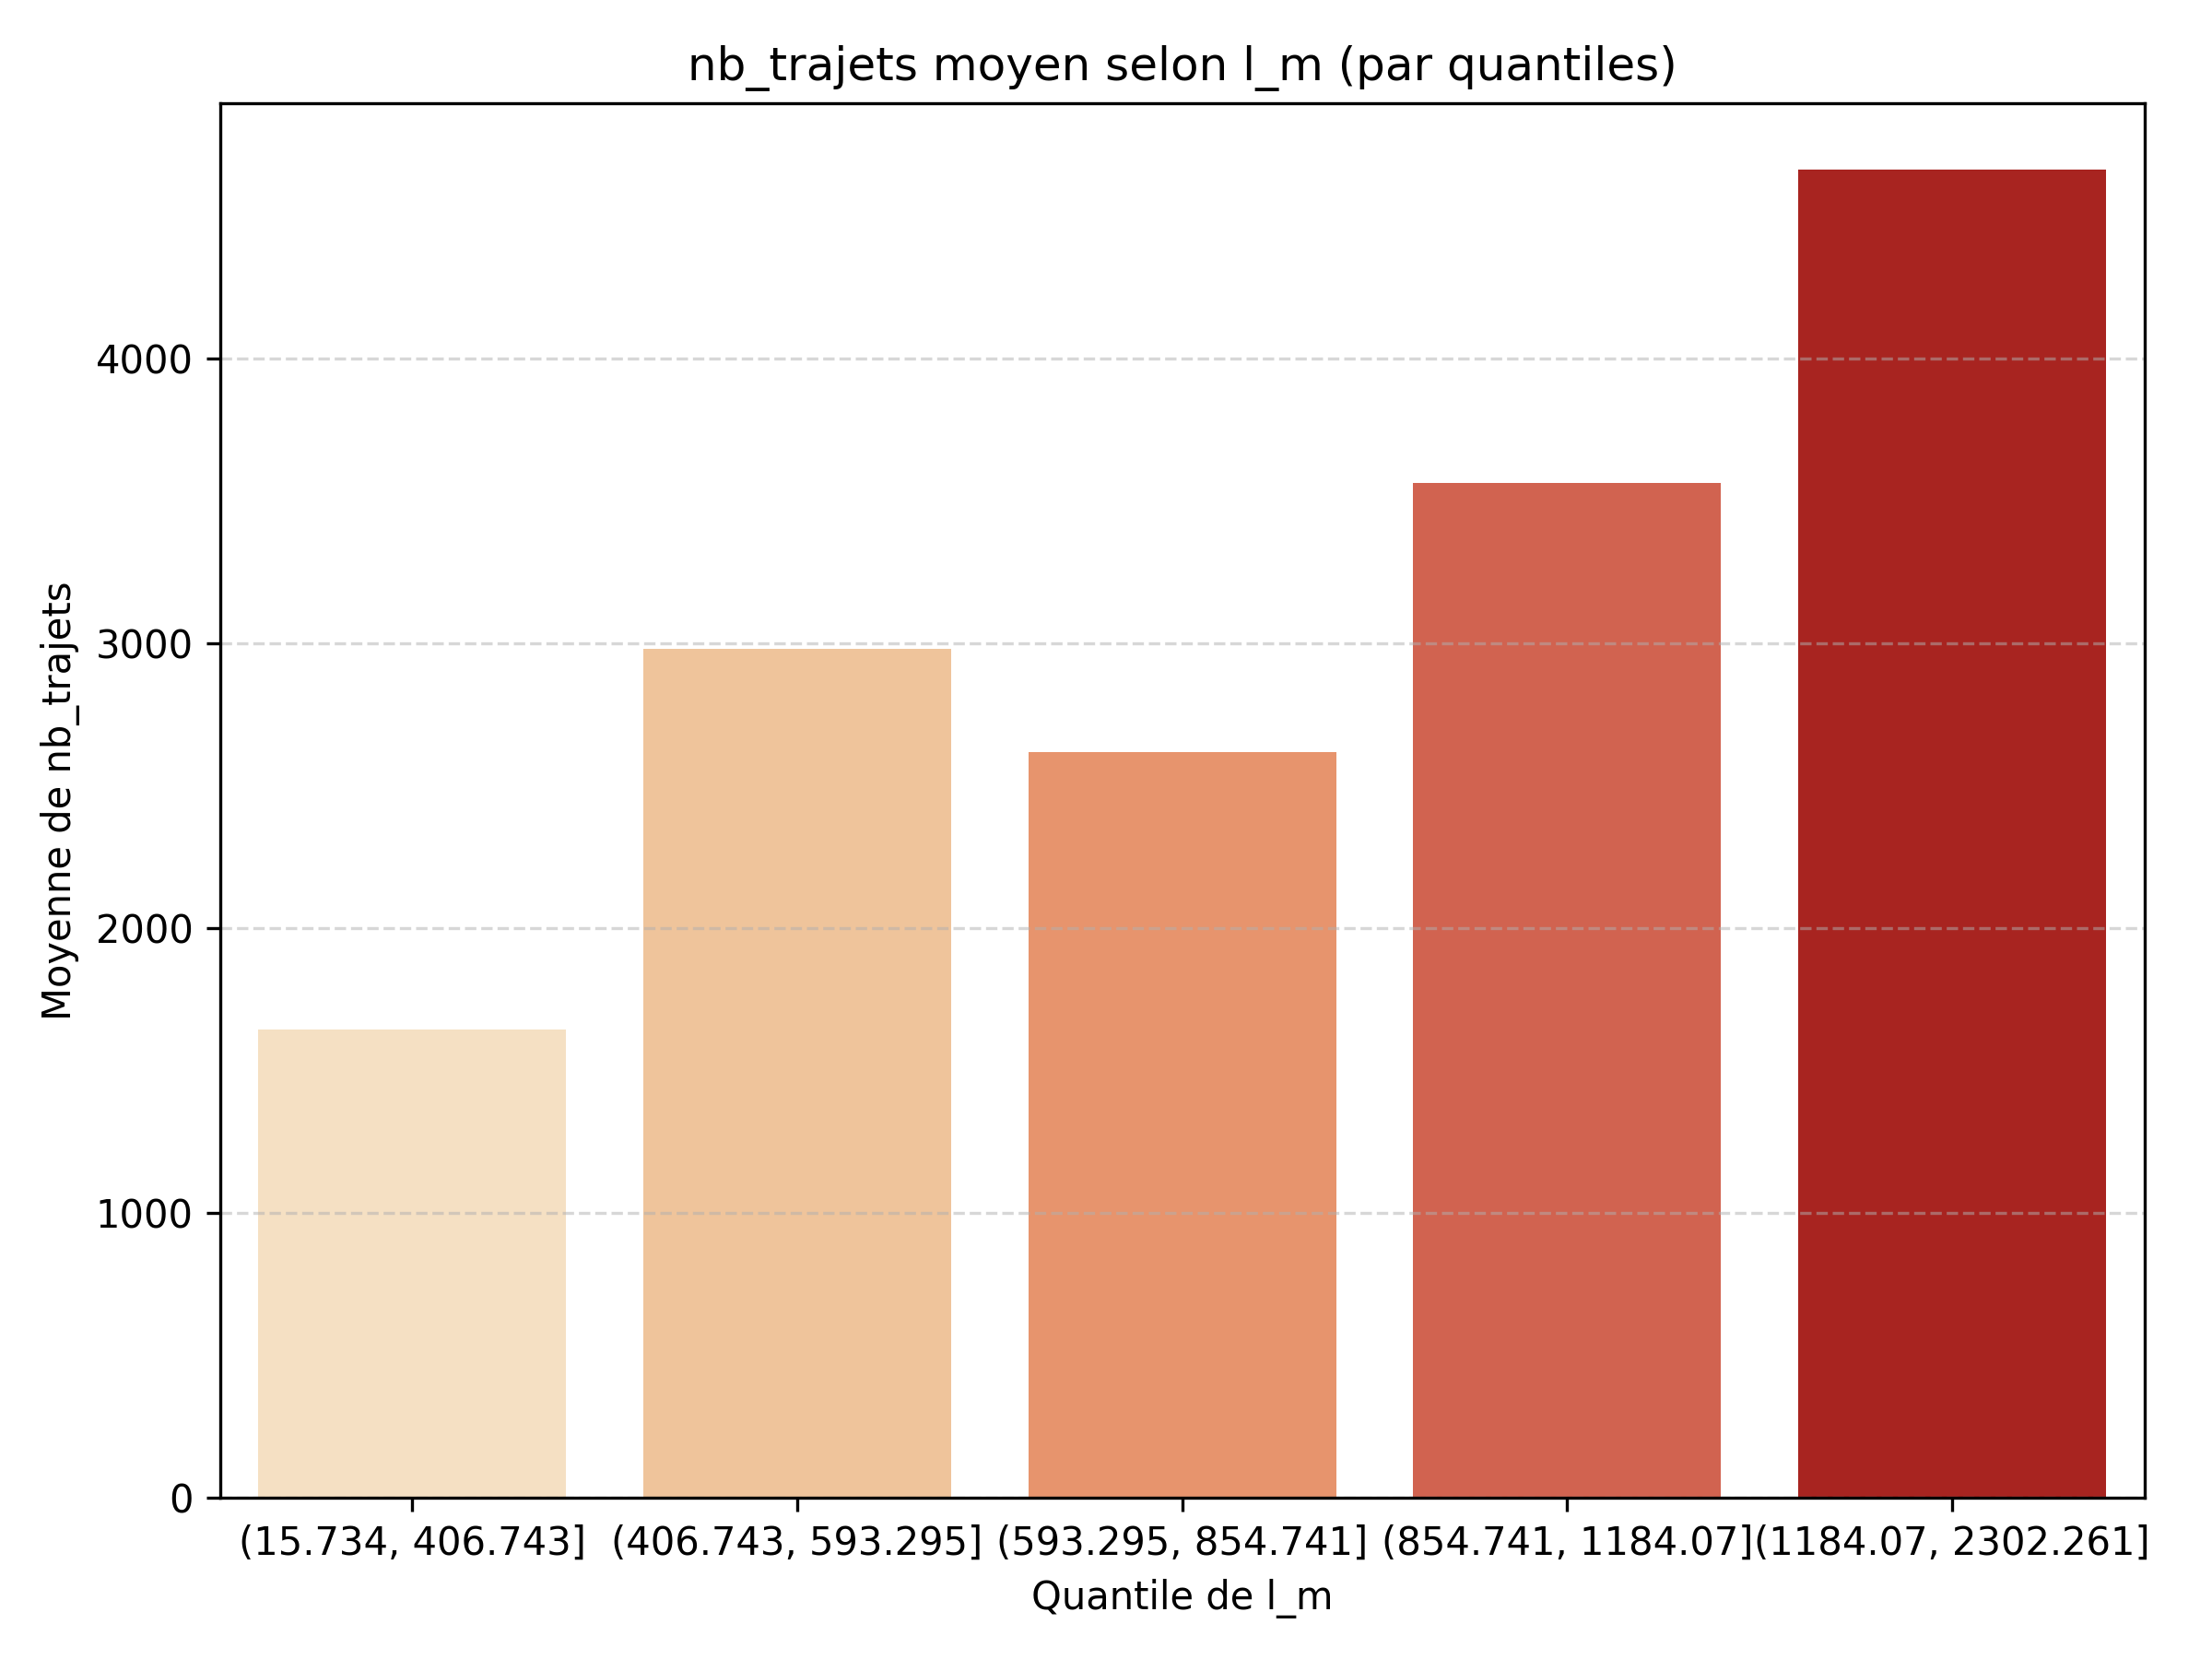 nb_trajets moyen selon l_m (par quantiles)
Moyenne de nb_trajets
4000
3000
2000
1000
0
(15.734, 406.743] (406.743, 593.295] (593.295, 854.741] (854.741, 1184.07] (1184.07, 2302.261]
Quantile de l_m